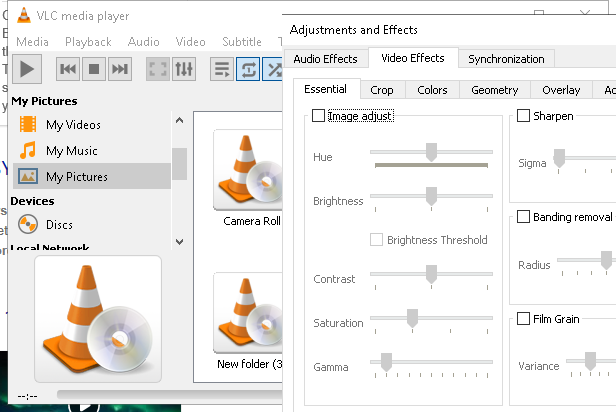 VLC media player
Media Playback Audio Video Subtitle
My Pictures
My Videos
My Music
My Pictures
Devices
Discs
Local Network
Camera Roll
New folder (3
--:--
Adjustments and Effects
Audio Effects Video Effects Synchronization
Essential Crop Colors Geometry Overlay
Image adjust
Hue
Brightness
Brightness Threshold
Contrast
Saturation
Gamma
Sharpen
Sigma
Banding removal
Radius
Film Grain
Variance